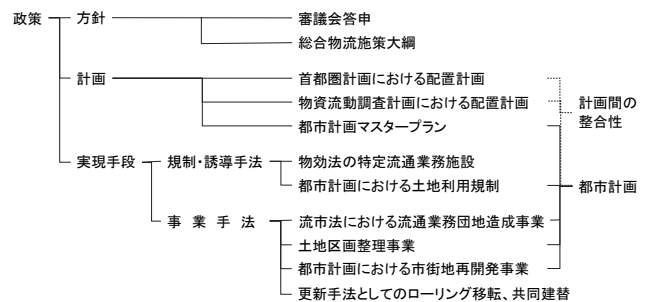 政策 方針 審議会答申
総合物流施策大綱
計画 首都圏計画における配置計画
物資流動調査計画における配置計画
計画間の
整合性
都市計画マスタープラン
実現手段 規制・誘導手法 物効法の特定流通業務施設
都市計画における土地利用規制
都市計画
事業手法 流市法における流通業務団地造成事業
土地区画整理事業
都市計画における市街地再開発事業
更新手法としてのローリング移転、共同建替